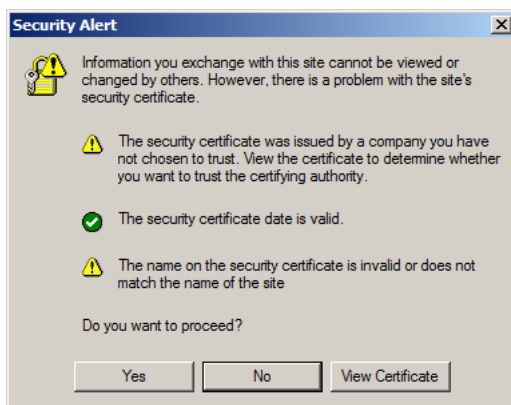 Security Alert
Information you exchange with this site cannot be viewed or
changed by others. However, there is a problem with the site's
security certificate.
The security certificate was issued by a company you have
not chosen to trust. View the certificate to determine whether
you want to trust the certifying authority.
The security certificate date is valid.
The name on the security certificate is invalid or does not
match the name of the site
Do you want to proceed?
Yes No View Certificate